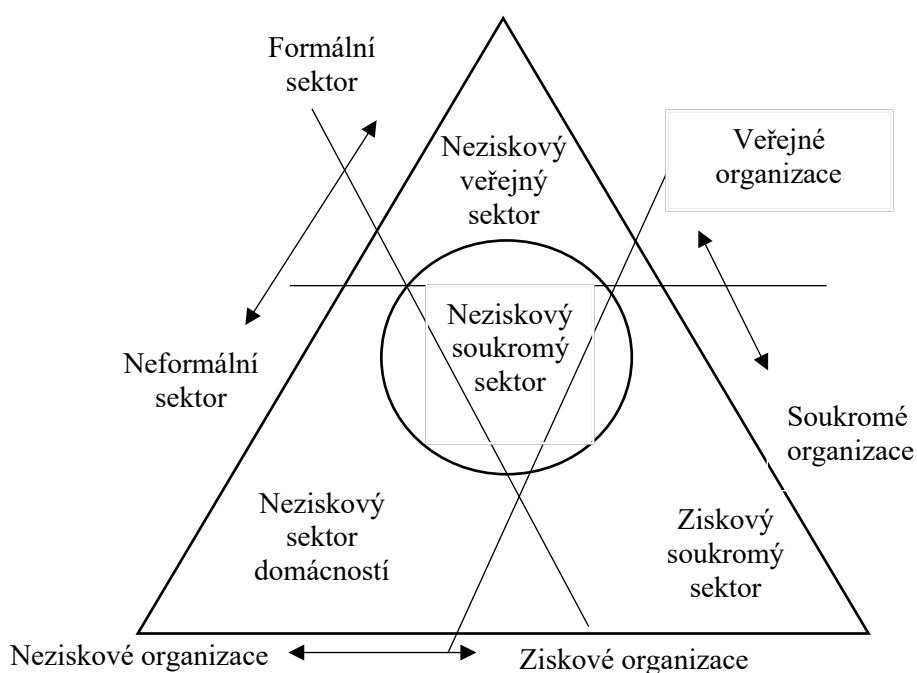 Formální
sektor
Neziskový
veřejný
sektor
Veřejné
organizace
Neziskový
soukromý
sektor
Neformální
sektor
Soukromé
organizace
Neziskový
sektor
domácností
Ziskový
soukromý
sektor
Neziskové organizace
Ziskové organizace